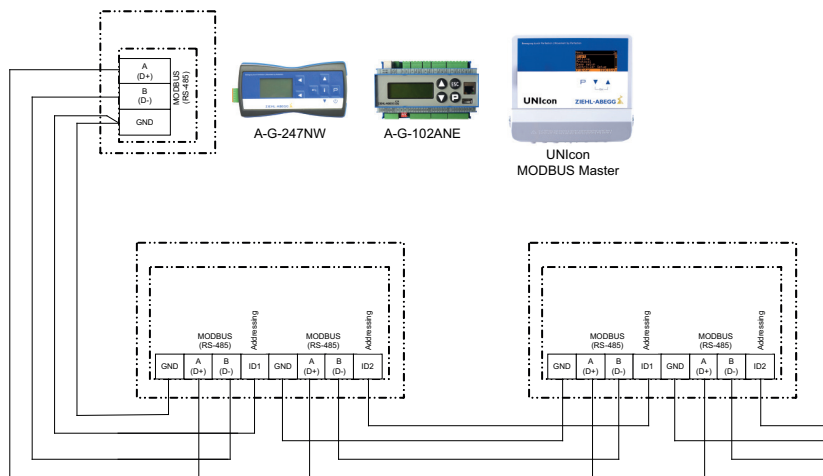 A
(D+)
B
(D-)
GND
MODBUS
(RS-485)
A-G-247NW
A-G-102ANE
UNIcon
ZIEHL-ABEGG
UNIcon
MODBUS Master
MODBUS
(RS-485)
Addressing
MODBUS
(RS-485)
Addressing
GND
A
(D+)
B
(D-)
ID1
GND
A
(D+)
B
(D-)
ID2
MODBUS
(RS-485)
Addressing
MODBUS
(RS-485)
Addressing
GND
A
(D+)
B
(D-)
ID1
GND
A
(D+)
B
(D-)
ID2